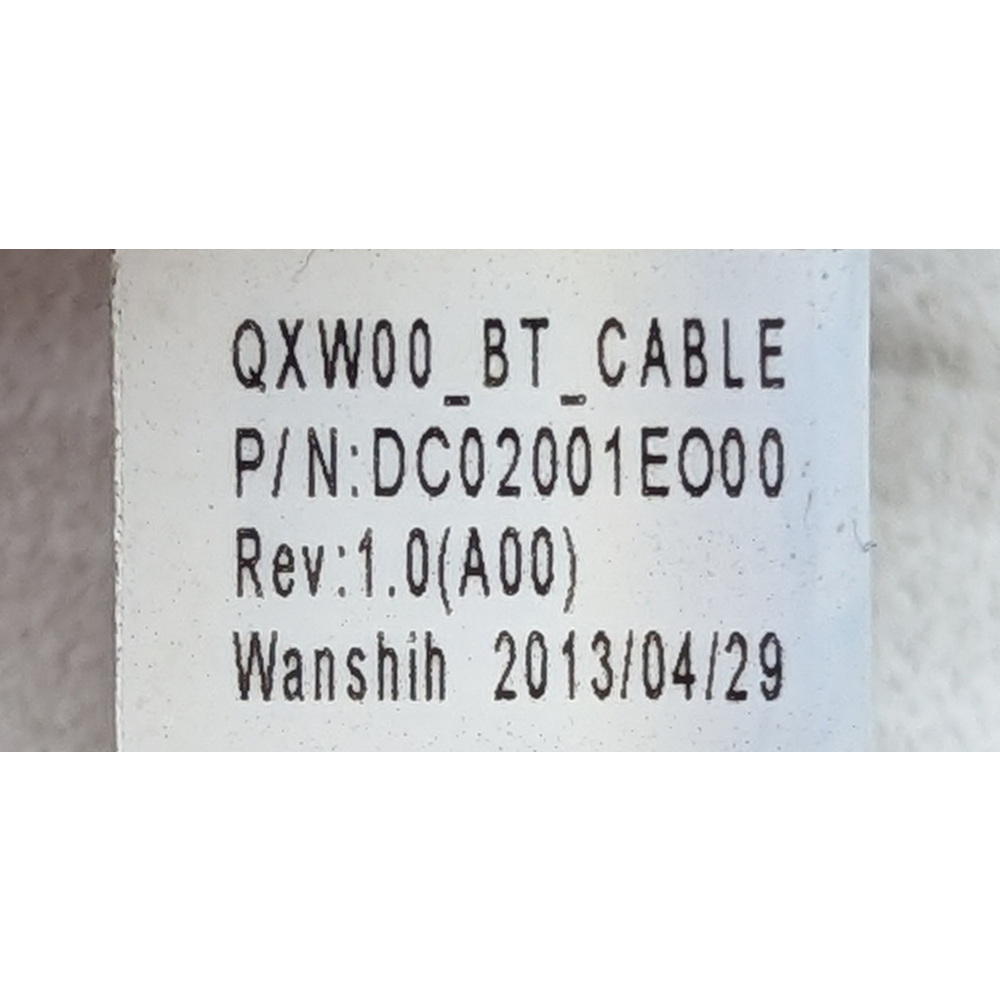 QXW00_BT_CABLE
P/N:DC02001EO00
Rev:1.0(A00)
Wanshih 2013/04/29